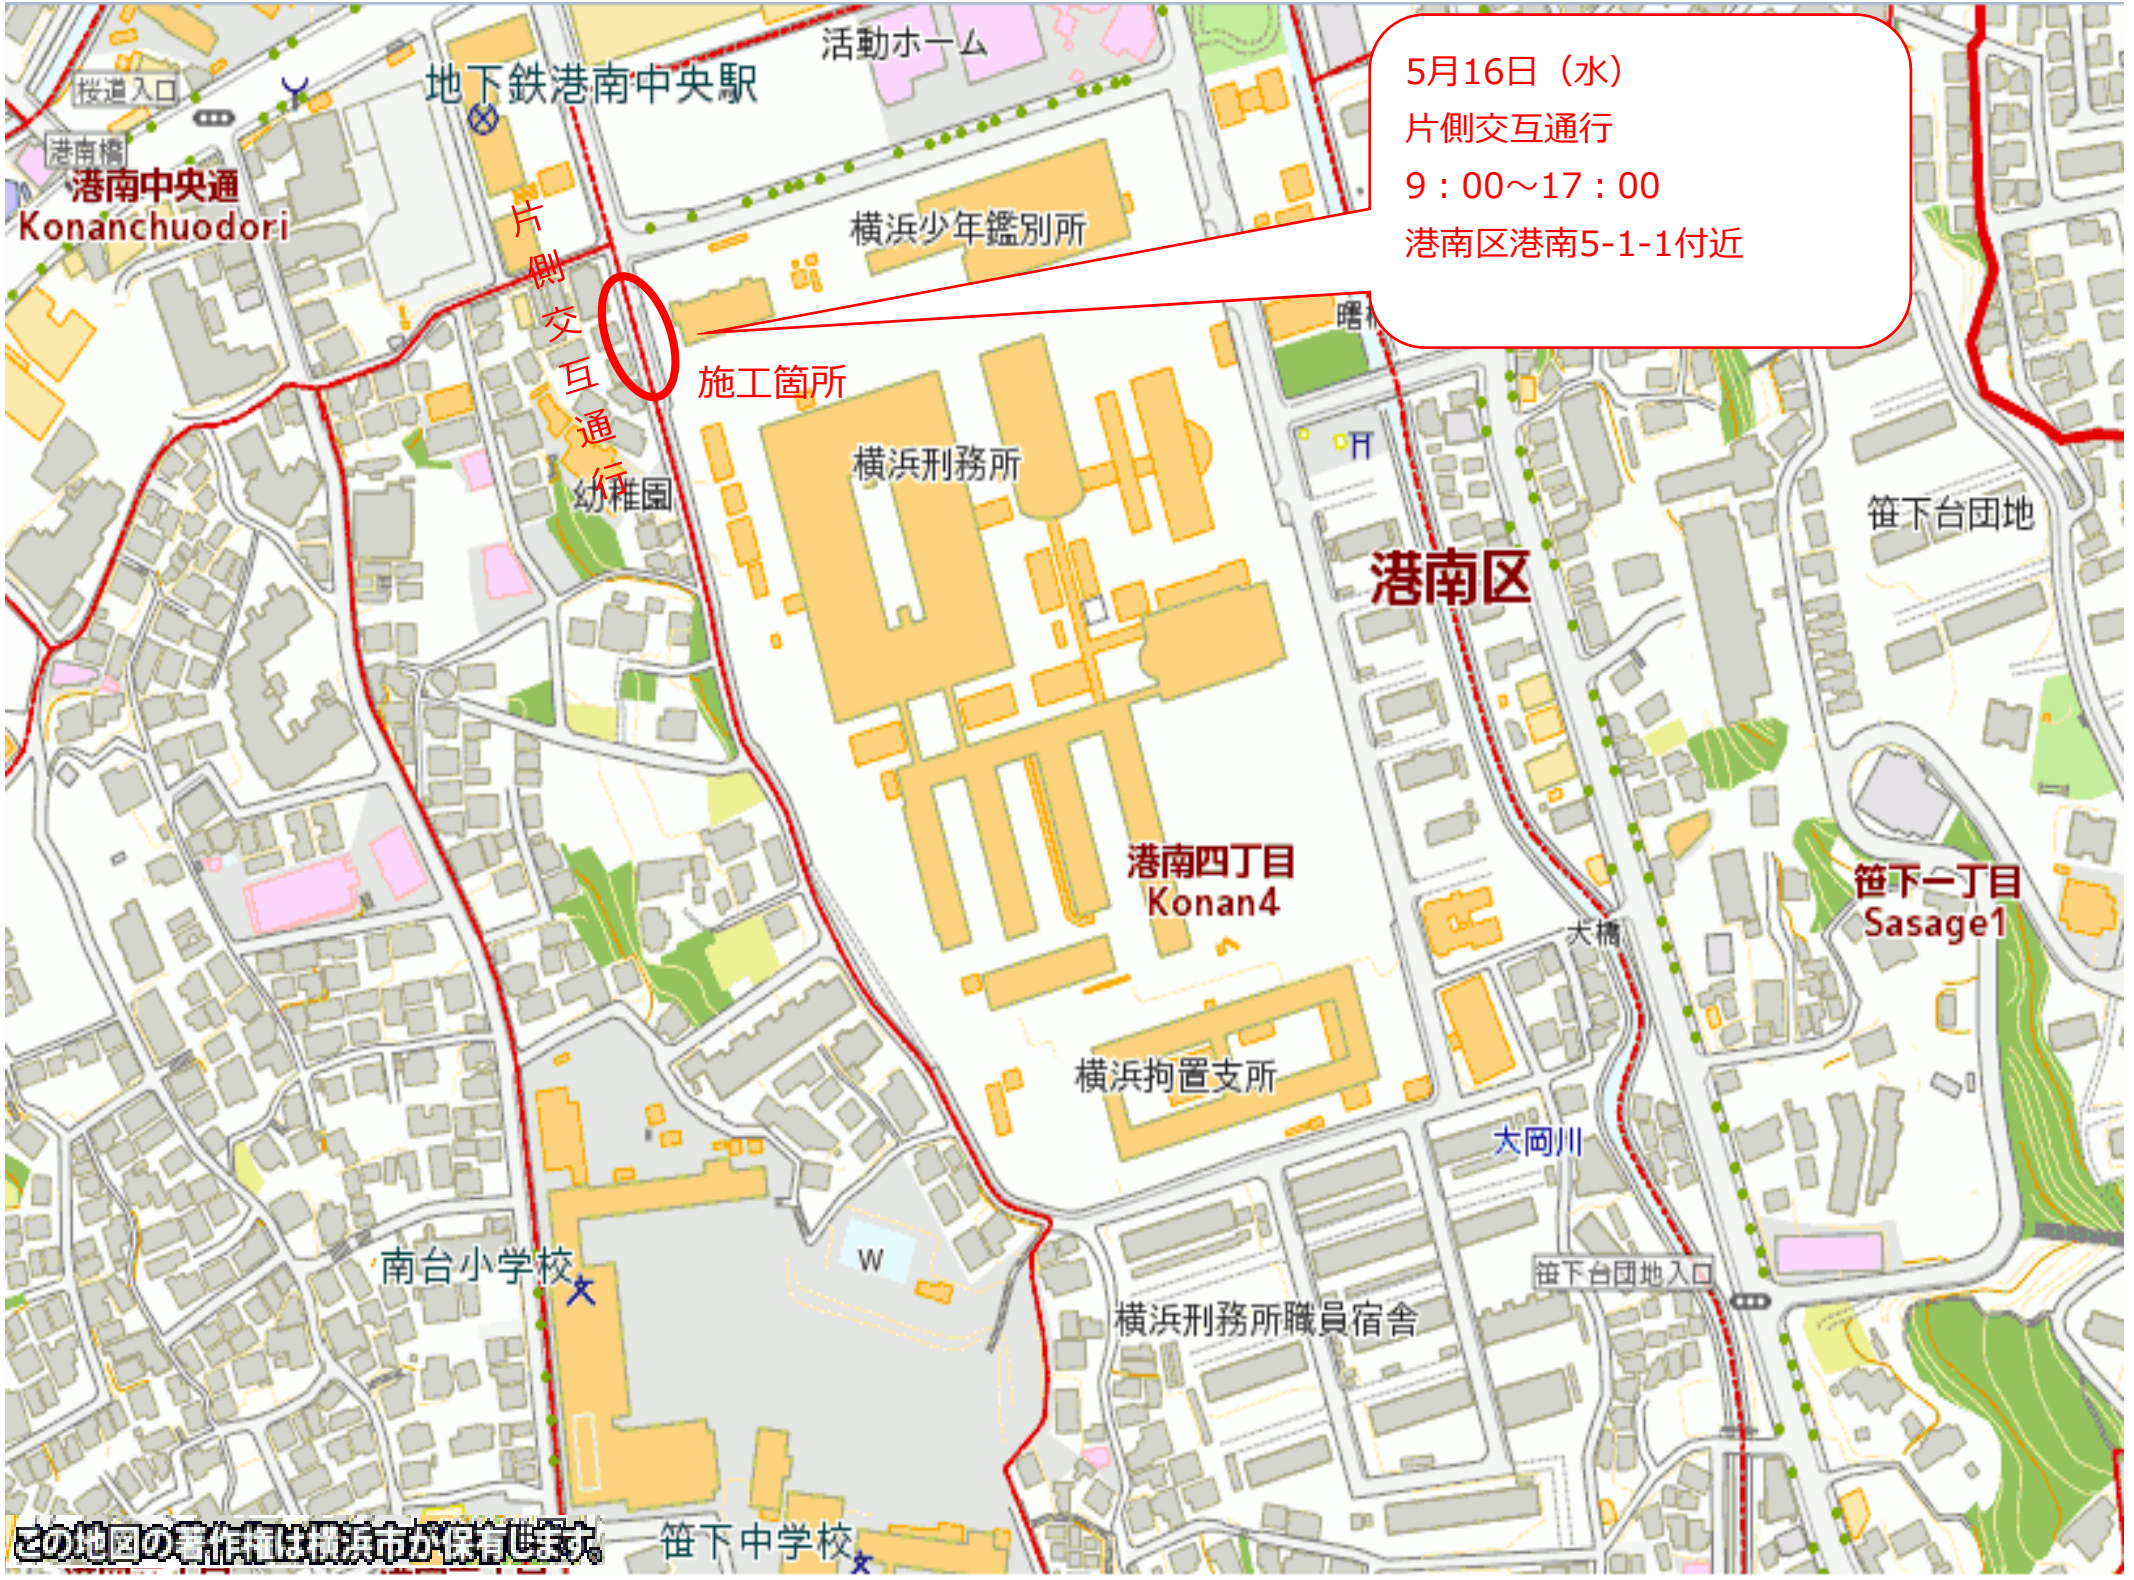 活動ホーム
5月16日（水）
片側交互通行
9：00～17：00
港南区港南5-1-1付近
桜道入口
地下鉄港南中央駅
港南橋
港南中央通
Konanchuodori
横浜少年鑑別所
片側交互通行
施工箇所
横浜刑務所
幼稚園
笹下台団地
港南区
港南四丁目
Konan4
笹下一丁目
Sasage1
大橋
横浜拘置支所
大岡川
南台小学校
W
笹下台団地入口
横浜刑務所職員宿舎
笹下中学校
この地図の著作権は横浜市が保有します。